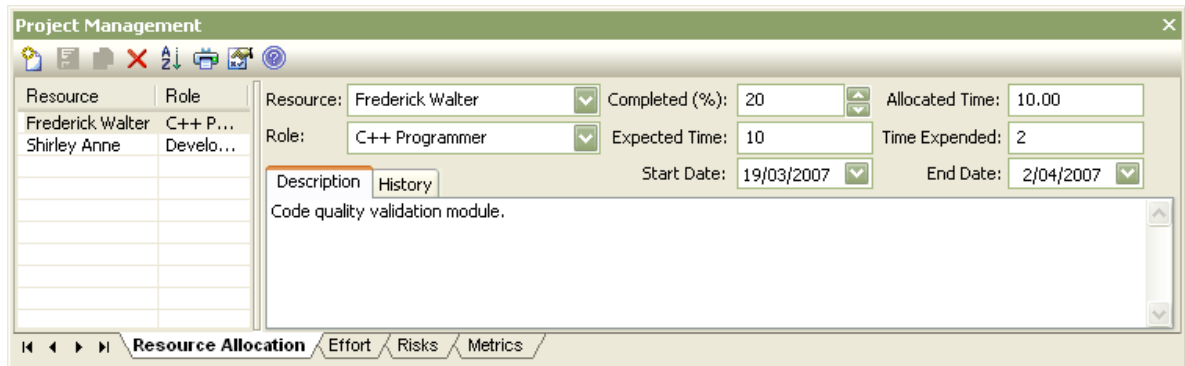 Project Management
Resource Role
Frederick Walter C++ P...
Shirley Anne Develo...
Resource: Frederick Walter Completed (%): 20 Allocated Time: 10.00
Role: C++ Programmer Expected Time: 10 Time Expended: 2
Start Date: 19/03/2007 End Date: 2/04/2007
Description History
Code quality validation module.
Resource Allocation Effort Risks Metrics